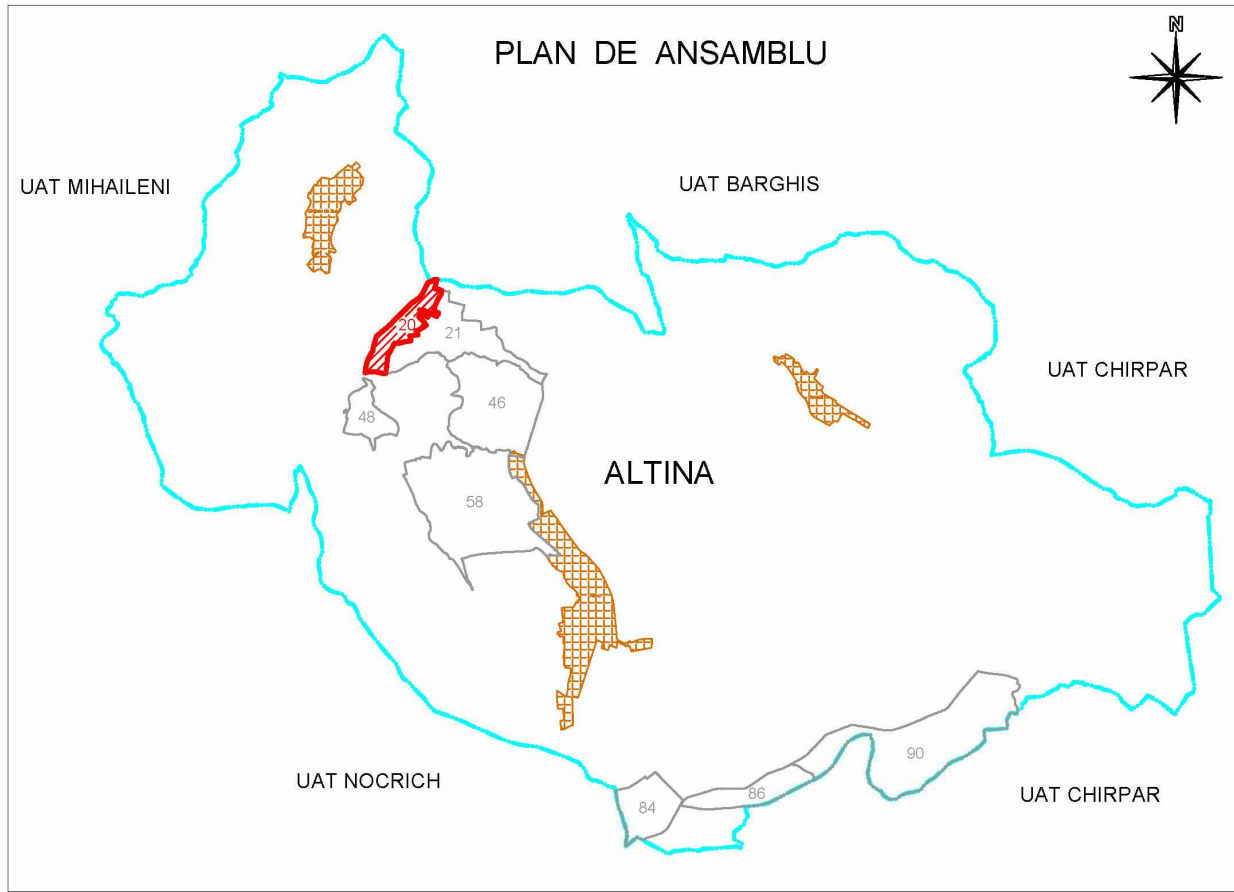 PLAN DE ANSAMBLU
N
UAT MIHAILENI
UAT BARGHIS
20
21
UAT CHIRPAR
46
48
ALTINA
58
90
UAT NOCRICH
86
UAT CHIRPAR
84